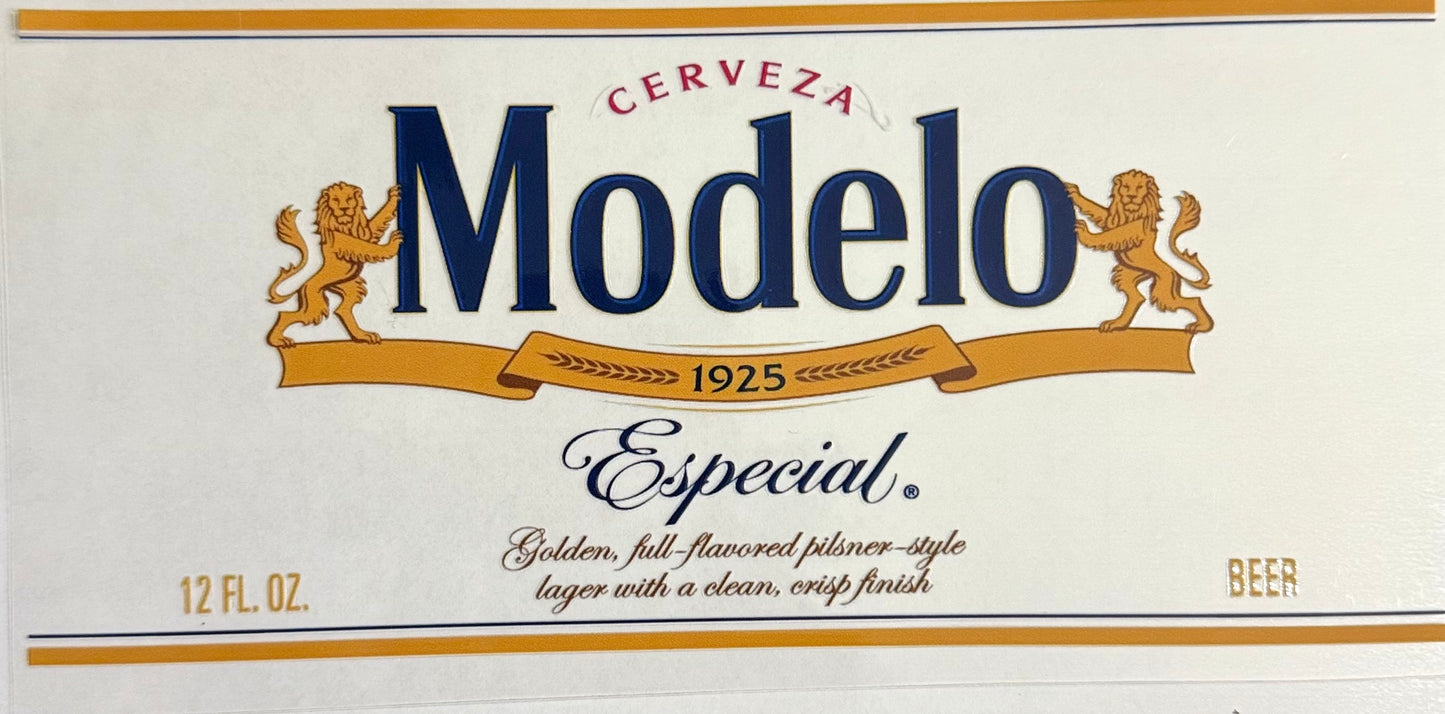 CERVEZA
Modelo
1925
Especial®
Golden, full-flavored pilsner-style
lager with a clean, crisp finish
12 FL. OZ.
BEER